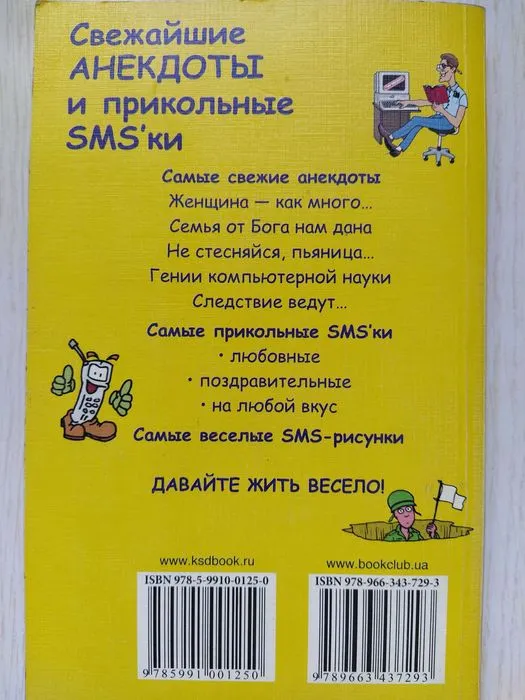 Свежайшие
АНЕКДОТЫ
и прикольные
SMS'ки
Самые свежие анекдоты
Женщина — как много...
Семья от Бога нам дана
Не стесняйся, пьяница...
Гении компьютерной науки
Следствие ведут...
Самые прикольные SMS'ки
• любовные
• поздравительные
• на любой вкус
Самые веселые SMS-рисунки
ДАВАЙТЕ ЖИТЬ ВЕСЕЛО!
www.ksdbook.ru
www.bookclub.ua
ISBN 978-5-9910-0125-0
ISBN 978-966-343-729-3
9 785991 001250
9 789663 437293